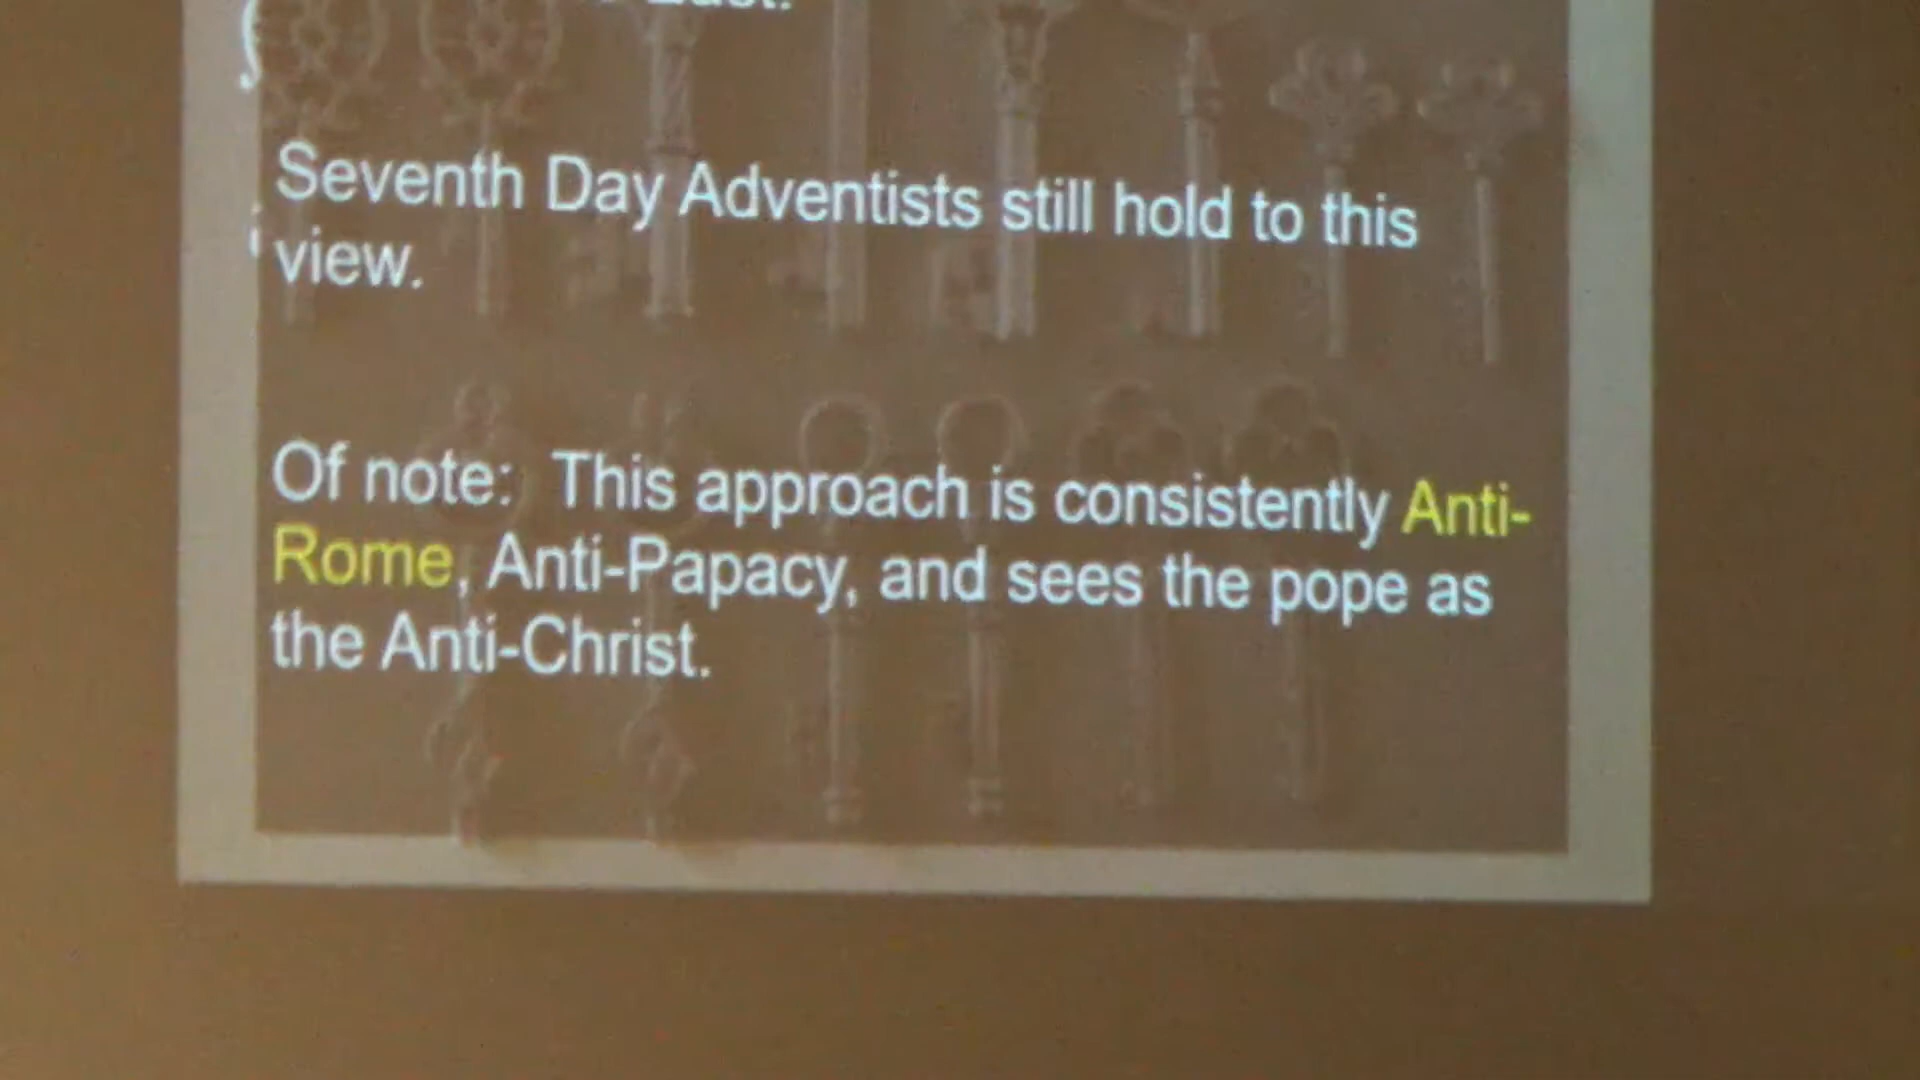 East.
Seventh Day Adventists still hold to this
view.
Of note: This approach is consistently Anti-
Rome, Anti-Papacy, and sees the pope as
the Anti-Christ.